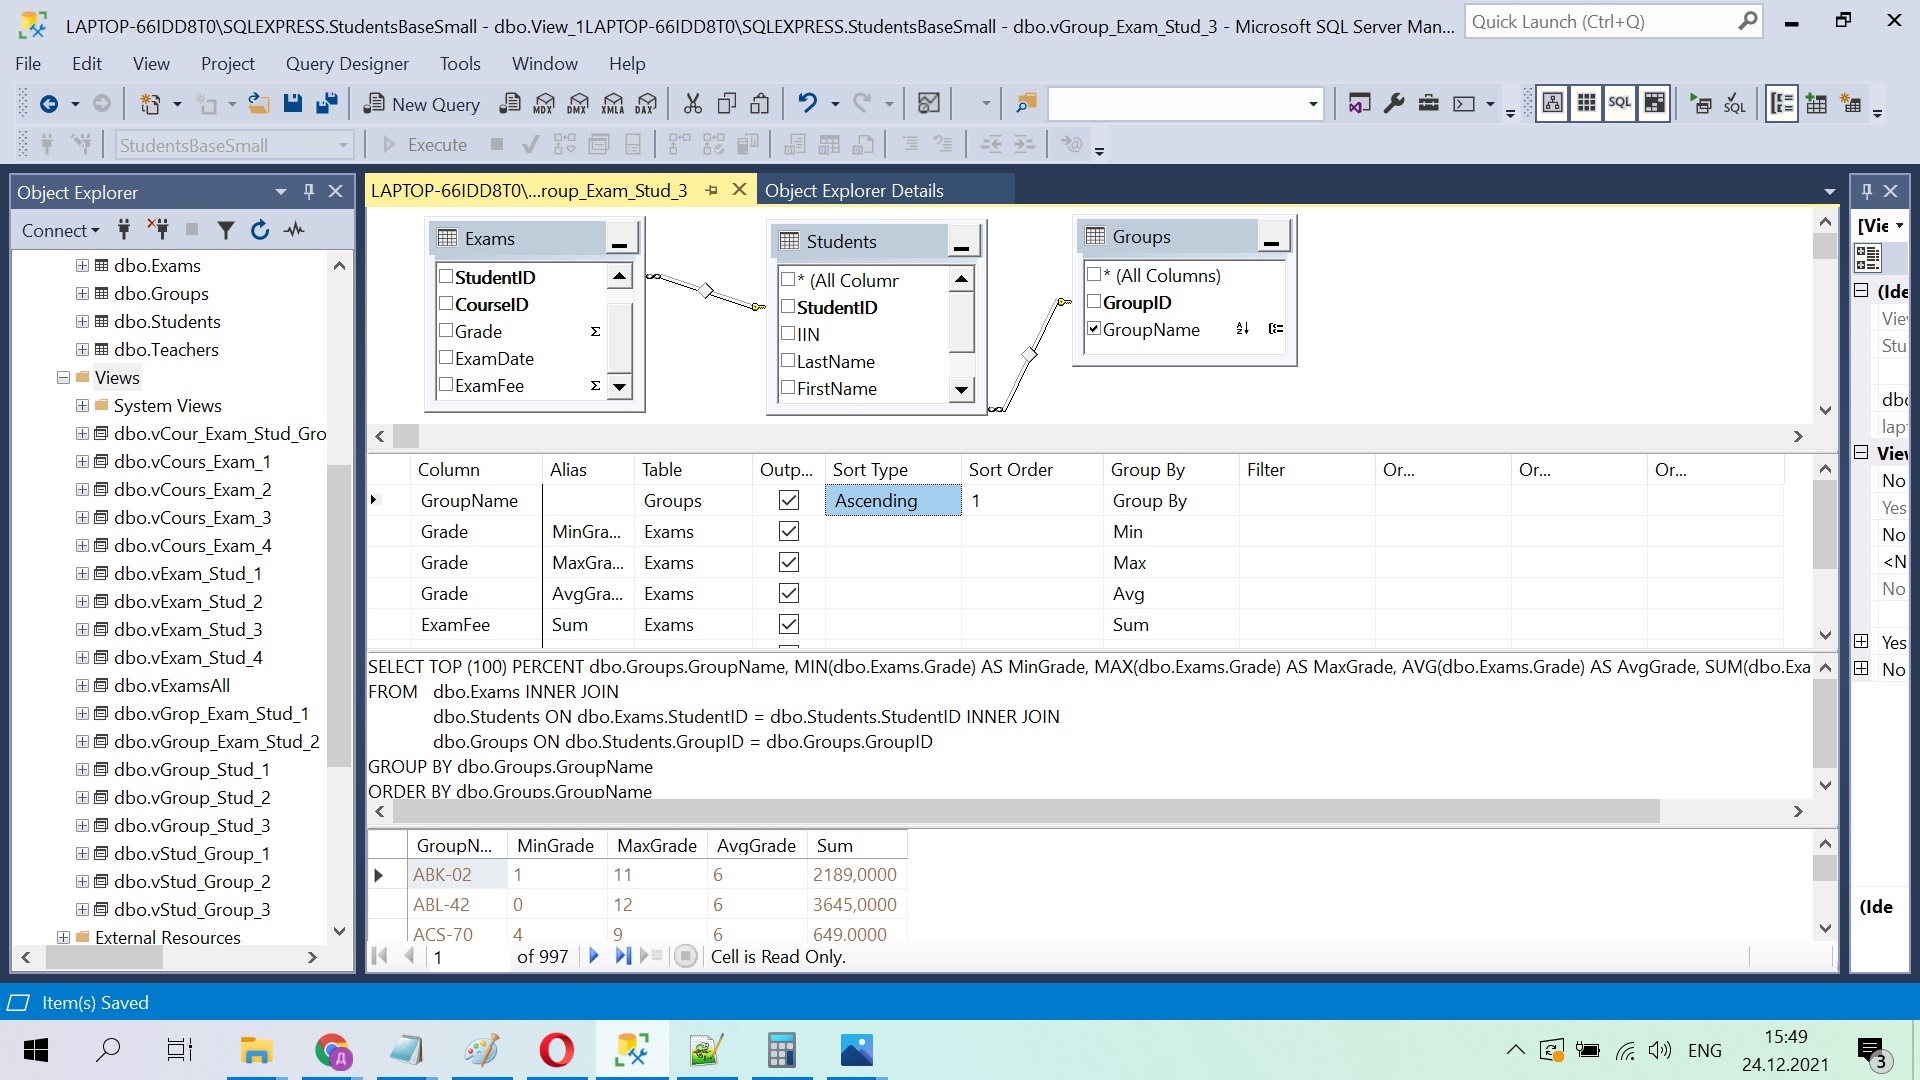 LAPTOP-66IDD8T0\SQLEXPRESS.StudentsBaseSmall - dbo.View_1LAPTOP-66IDD8T0\SQLEXPRESS.StudentsBaseSmall - dbo.vGroup_Exam_Stud_3 - Microsoft SQL Server Man...
Quick Launch (Ctrl+Q)
File Edit View Project Query Designer Tools Window Help
New Query MDX DMX XMLA DAX SQL SQL
StudentsBaseSmall Execute
Object Explorer
Connect
dbo.Exams
dbo.Groups
dbo.Students
dbo.Teachers
Views
System Views
dbo.vCour_Exam_Stud_Gro
dbo.vCours_Exam_1
dbo.vCours_Exam_2
dbo.vCours_Exam_3
dbo.vCours_Exam_4
dbo.vExam_Stud_1
dbo.vExam_Stud_2
dbo.vExam_Stud_3
dbo.vExam_Stud_4
dbo.vExamsAll
dbo.vGrop_Exam_Stud_1
dbo.vGroup_Exam_Stud_2
dbo.vGroup_Stud_1
dbo.vGroup_Stud_2
dbo.vGroup_Stud_3
dbo.vStud_Group_1
dbo.vStud_Group_2
dbo.vStud_Group_3
External Resources
LAPTOP-66IDD8T0\...roup_Exam_Stud_3
Object Explorer Details
Exams
StudentID
CourseID
Grade Σ
ExamDate
ExamFee Σ
Students
* (All Columr
StudentID
IIN
LastName
FirstName
Groups
* (All Columns)
GroupID
GroupName
Column Alias Table Outp... Sort Type Sort Order Group By Filter Or... Or... Or...
GroupName Groups Ascending 1 Group By
Grade MinGra... Exams Min
Grade MaxGra... Exams Max
Grade AvgGra... Exams Avg
ExamFee Sum Exams Sum
SELECT TOP (100) PERCENT dbo.Groups.GroupName, MIN(dbo.Exams.Grade) AS MinGrade, MAX(dbo.Exams.Grade) AS MaxGrade, AVG(dbo.Exams.Grade) AS AvgGrade, SUM(dbo.Exa
FROM dbo.Exams INNER JOIN
dbo.Students ON dbo.Exams.StudentID = dbo.Students.StudentID INNER JOIN
dbo.Groups ON dbo.Students.GroupID = dbo.Groups.GroupID
GROUP BY dbo.Groups.GroupName
ORDER BY dbo.Groups.GroupName
GroupN... MinGrade MaxGrade AvgGrade Sum
ABK-02 1 11 6 2189,0000
ABL-42 0 12 6 3645,0000
ACS-70 4 9 6 649,0000
1 of 997 Cell is Read Only.
[Vie
(Ide
Vie
Stu
dbo
lap
Viev
No
Yes
No
<N
No
Yes
No
(Ide
Item(s) Saved
ENG
15:49
24.12.2021
3